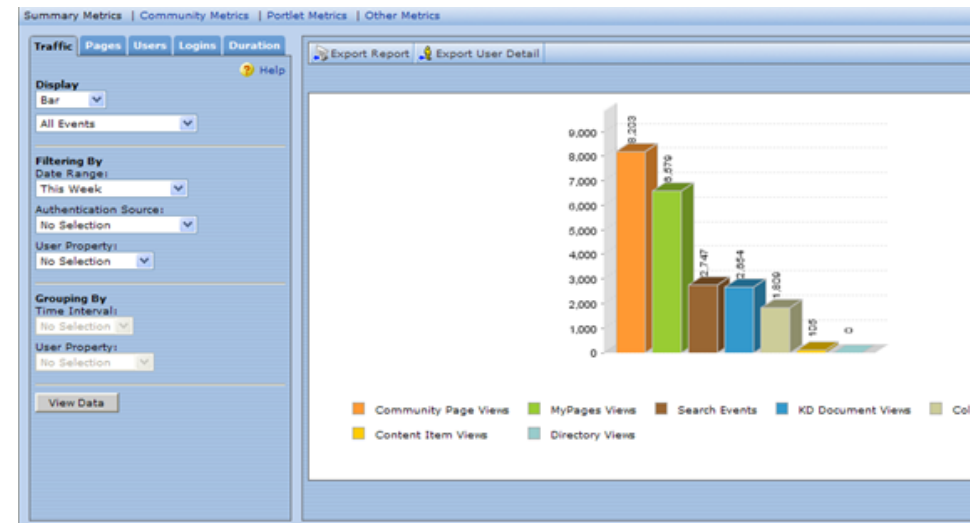 Summary Metrics | Community Metrics | Portlet Metrics | Other Metrics
Traffic Pages Users Logins Duration
Help
Display
Bar
All Events
Filtering By
Date Range:
This Week
Authentication Source:
No Selection
User Property:
No Selection
Grouping By
Time Interval:
No Selection
User Property:
No Selection
View Data
Export Report Export User Detail
9,000
8,000
7,000
6,000
5,000
4,000
3,000
2,000
1,000
0
8,203
6,579
2,747
1,809
105
0
Community Page Views MyPages Views Search Events KD Document Views Col
Content Item Views Directory Views